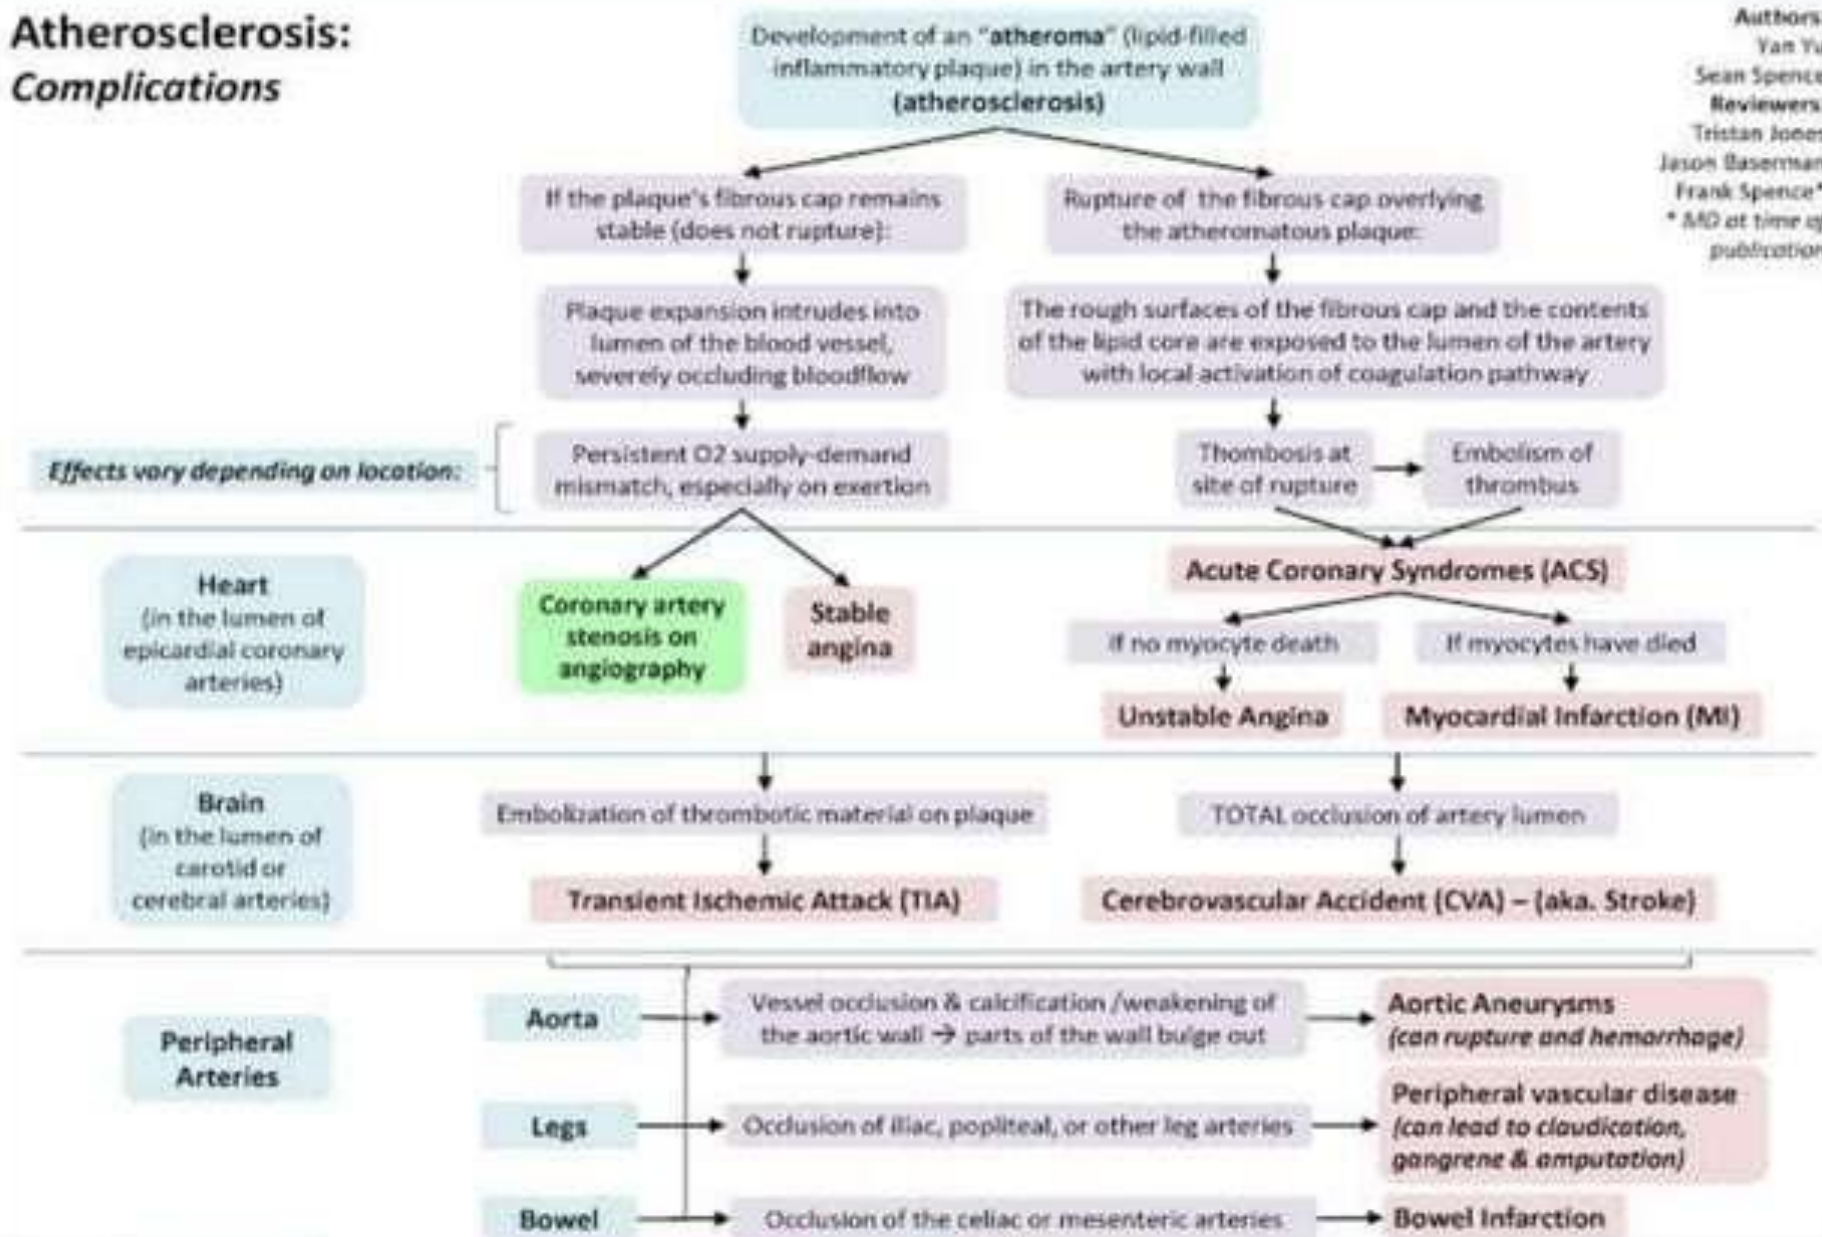 Atherosclerosis:
Complications
Authors
Yan Yu
Sean Spence
Reviewers
Tristan Jones
Jason Baserman
Frank Spence*
* MD at time of
publication
Development of an "atheroma" (lipid-filled
inflammatory plaque) in the artery wall
(atherosclerosis)
If the plaque's fibrous cap remains
stable (does not rupture):
Rupture of the fibrous cap overlying
the atheromatous plaque:
Plaque expansion intrudes into
lumen of the blood vessel,
severely occluding bloodflow
The rough surfaces of the fibrous cap and the contents
of the lipid core are exposed to the lumen of the artery
with local activation of coagulation pathway
Effects vary depending on location:
Persistent O2 supply-demand
mismatch, especially on exertion
Thombosis at
site of rupture
Embolism of
thrombus
Heart
(in the lumen of
epicardial coronary
arteries)
Coronary artery
stenosis on
angiography
Stable
angina
Acute Coronary Syndromes (ACS)
If no myocyte death
If myocytes have died
Unstable Angina
Myocardial Infarction (MI)
Brain
(in the lumen of
carotid or
cerebral arteries)
Embolization of thrombotic material on plaque
TOTAL occlusion of artery lumen
Transient Ischemic Attack (TIA)
Cerebrovascular Accident (CVA) – (aka. Stroke)
Peripheral
Arteries
Aorta
Vessel occlusion & calcification /weakening of
the aortic wall → parts of the wall bulge out
Aortic Aneurysms
(can rupture and hemorrhage)
Legs
Occlusion of iliac, popliteal, or other leg arteries
Peripheral vascular disease
(can lead to claudication,
gangrene & amputation)
Bowel
Occlusion of the celiac or mesenteric arteries
Bowel Infarction